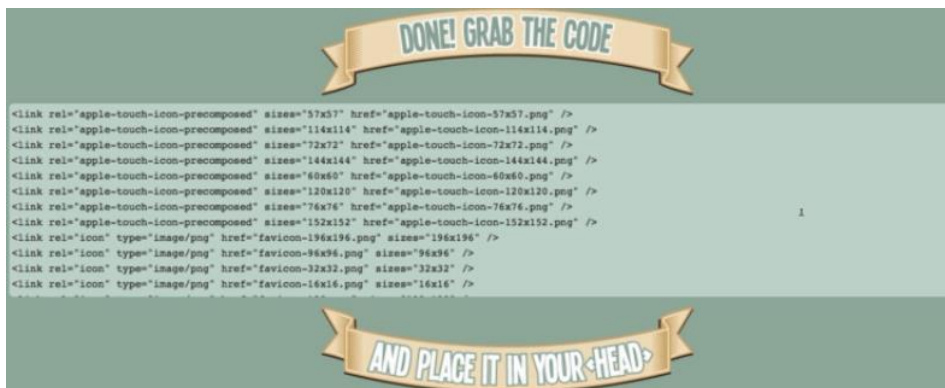 DONE! GRAB THE CODE
<link rel="apple-touch-icon-precomposed" sizes="57x57" href="apple-touch-icon-57x57.png" />
<link rel="apple-touch-icon-precomposed" sizes="114x114" href="apple-touch-icon-114x114.png" />
<link rel="apple-touch-icon-precomposed" sizes="72x72" href="apple-touch-icon-72x72.png" />
<link rel="apple-touch-icon-precomposed" sizes="144x144" href="apple-touch-icon-144x144.png" />
<link rel="apple-touch-icon-precomposed" sizes="60x60" href="apple-touch-icon-60x60.png" />
<link rel="apple-touch-icon-precomposed" sizes="120x120" href="apple-touch-icon-120x120.png" />
<link rel="apple-touch-icon-precomposed" sizes="76x76" href="apple-touch-icon-76x76.png" />
<link rel="apple-touch-icon-precomposed" sizes="152x152" href="apple-touch-icon-152x152.png" />
<link rel="icon" type="image/png" href="favicon-196x196.png" sizes="196x196" />
<link rel="icon" type="image/png" href="favicon-96x96.png" sizes="96x96" />
<link rel="icon" type="image/png" href="favicon-32x32.png" sizes="32x32" />
<link rel="icon" type="image/png" href="favicon-16x16.png" sizes="16x16" />
AND PLACE IT IN YOUR <HEAD>